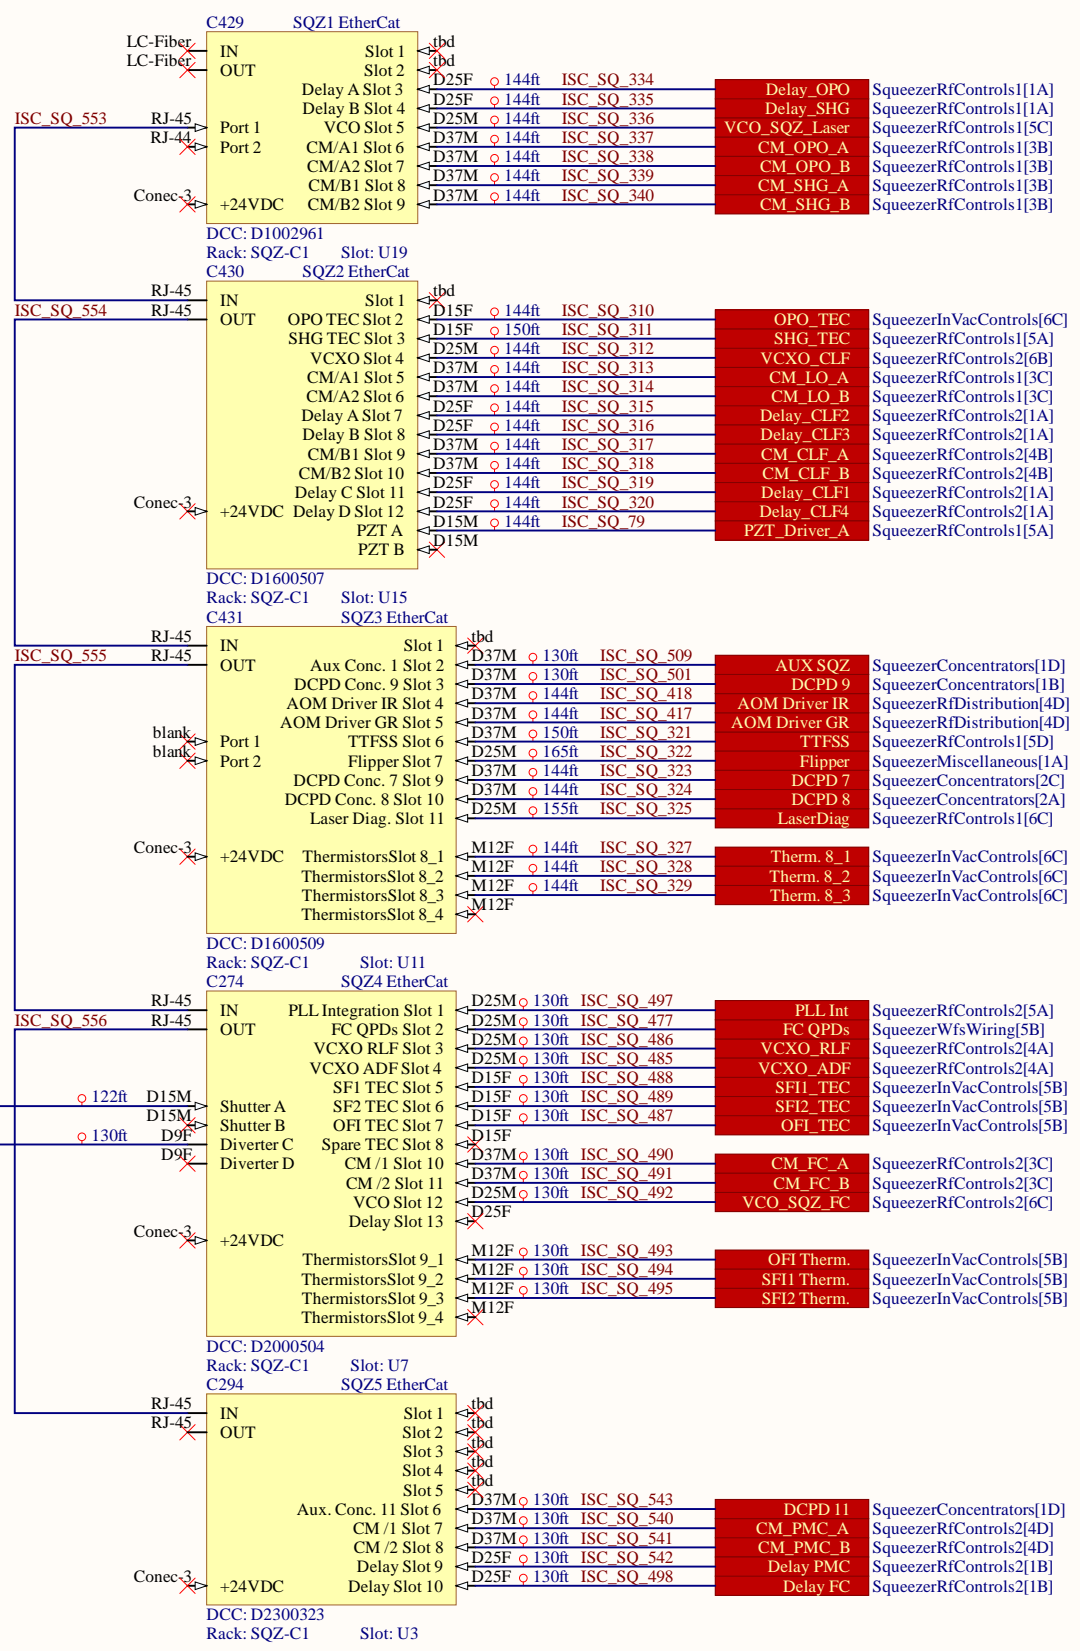 C429 SQZ1 EtherCat
LC-Fiber IN Slot 1 tbd
LC-Fiber OUT Slot 2 tbd
Delay A Slot 3 D25F 144ft ISC_SQ_334 Delay_OPO SqueezerRfControls1[1A]
Delay B Slot 4 D25F 144ft ISC_SQ_335 Delay_SHG SqueezerRfControls1[1A]
ISC_SQ_553 RJ-45 Port 1 VCO Slot 5 D25M 144ft ISC_SQ_336 VCO_SQZ_Laser SqueezerRfControls1[5C]
RJ-44 Port 2 CM/A1 Slot 6 D37M 144ft ISC_SQ_337 CM_OPO_A SqueezerRfControls1[3B]
CM/A2 Slot 7 D37M 144ft ISC_SQ_338 CM_OPO_B SqueezerRfControls1[3B]
CM/B1 Slot 8 D37M 144ft ISC_SQ_339 CM_SHG_A SqueezerRfControls1[3B]
Conec-3 +24VDC CM/B2 Slot 9 D37M 144ft ISC_SQ_340 CM_SHG_B SqueezerRfControls1[3B]
DCC: D1002961
Rack: SQZ-C1 Slot: U19
C430 SQZ2 EtherCat
RJ-45 IN Slot 1 tbd
ISC_SQ_554 RJ-45 OUT OPO TEC Slot 2 D15F 144ft ISC_SQ_310 OPO_TEC SqueezerInVacControls[6C]
SHG TEC Slot 3 D15F 150ft ISC_SQ_311 SHG_TEC SqueezerRfControls1[5A]
VCXO Slot 4 D25M 144ft ISC_SQ_312 VCXO_CLF SqueezerRfControls2[6B]
CM/A1 Slot 5 D37M 144ft ISC_SQ_313 CM_LO_A SqueezerRfControls1[3C]
CM/A2 Slot 6 D37M 144ft ISC_SQ_314 CM_LO_B SqueezerRfControls1[3C]
Delay A Slot 7 D25F 144ft ISC_SQ_315 Delay_CLF2 SqueezerRfControls2[1A]
Delay B Slot 8 D25F 144ft ISC_SQ_316 Delay_CLF3 SqueezerRfControls2[1A]
CM/B1 Slot 9 D37M 144ft ISC_SQ_317 CM_CLF_A SqueezerRfControls2[4B]
CM/B2 Slot 10 D37M 144ft ISC_SQ_318 CM_CLF_B SqueezerRfControls2[4B]
Delay C Slot 11 D25F 144ft ISC_SQ_319 Delay_CLF1 SqueezerRfControls2[1A]
Conec-3 +24VDC Delay D Slot 12 D25F 144ft ISC_SQ_320 Delay_CLF4 SqueezerRfControls2[1A]
PZT A D15M 144ft ISC_SQ_79 PZT_Driver_A SqueezerRfControls1[5A]
PZT B D15M
DCC: D1600507
Rack: SQZ-C1 Slot: U15
C431 SQZ3 EtherCat
RJ-45 IN Slot 1 tbd
ISC_SQ_555 RJ-45 OUT Aux Conc. 1 Slot 2 D37M 130ft ISC_SQ_509 AUX SQZ SqueezerConcentrators[1D]
DCPD Conc. 9 Slot 3 D37M 130ft ISC_SQ_501 DCPD 9 SqueezerConcentrators[1B]
AOM Driver IR Slot 4 D37M 144ft ISC_SQ_418 AOM Driver IR SqueezerRfDistribution[4D]
AOM Driver GR Slot 5 D37M 144ft ISC_SQ_417 AOM Driver GR SqueezerRfDistribution[4D]
blank Port 1 TTFSS Slot 6 D37M 150ft ISC_SQ_321 TTFSS SqueezerRfControls1[5D]
blank Port 2 Flipper Slot 7 D25M 165ft ISC_SQ_322 Flipper SqueezerMiscellaneous[1A]
DCPD Conc. 7 Slot 9 D37M 144ft ISC_SQ_323 DCPD 7 SqueezerConcentrators[2C]
DCPD Conc. 8 Slot 10 D37M 144ft ISC_SQ_324 DCPD 8 SqueezerConcentrators[2A]
Laser Diag. Slot 11 D25M 155ft ISC_SQ_325 LaserDiag SqueezerRfControls1[6C]
Conec-3 +24VDC ThermistorsSlot 8_1 M12F 144ft ISC_SQ_327 Therm. 8_1 SqueezerInVacControls[6C]
ThermistorsSlot 8_2 M12F 144ft ISC_SQ_328 Therm. 8_2 SqueezerInVacControls[6C]
ThermistorsSlot 8_3 M12F 144ft ISC_SQ_329 Therm. 8_3 SqueezerInVacControls[6C]
ThermistorsSlot 8_4 M12F
DCC: D1600509
Rack: SQZ-C1 Slot: U11
C274 SQZ4 EtherCat
RJ-45 IN PLL Integration Slot 1 D25M 130ft ISC_SQ_497 PLL Int SqueezerRfControls2[5A]
ISC_SQ_556 RJ-45 OUT FC QPDs Slot 2 D25M 130ft ISC_SQ_477 FC QPDs SqueezerWfsWiring[5B]
VCXO RLF Slot 3 D25M 130ft ISC_SQ_486 VCXO_RLF SqueezerRfControls2[4A]
VCXO ADF Slot 4 D25M 130ft ISC_SQ_485 VCXO_ADF SqueezerRfControls2[4A]
SF1 TEC Slot 5 D15F 130ft ISC_SQ_488 SFI1_TEC SqueezerInVacControls[5B]
122ft D15M Shutter A SF2 TEC Slot 6 D15F 130ft ISC_SQ_489 SFI2_TEC SqueezerInVacControls[5B]
D15M Shutter B OFI TEC Slot 7 D15F 130ft ISC_SQ_487 OFI_TEC SqueezerInVacControls[5B]
130ft D9F Diverter C Spare TEC Slot 8 D15F
D9F Diverter D CM /1 Slot 10 D37M 130ft ISC_SQ_490 CM_FC_A SqueezerRfControls2[3C]
CM /2 Slot 11 D37M 130ft ISC_SQ_491 CM_FC_B SqueezerRfControls2[3C]
VCO Slot 12 D25M 130ft ISC_SQ_492 VCO_SQZ_FC SqueezerRfControls2[6C]
Delay Slot 13 D25F
Conec-3 +24VDC
ThermistorsSlot 9_1 M12F 130ft ISC_SQ_493 OFI Therm. SqueezerInVacControls[5B]
ThermistorsSlot 9_2 M12F 130ft ISC_SQ_494 SFI1 Therm. SqueezerInVacControls[5B]
ThermistorsSlot 9_3 M12F 130ft ISC_SQ_495 SFI2 Therm. SqueezerInVacControls[5B]
ThermistorsSlot 9_4 M12F
DCC: D2000504
Rack: SQZ-C1 Slot: U7
C294 SQZ5 EtherCat
RJ-45 IN Slot 1 tbd
RJ-45 OUT Slot 2 tbd
Slot 3 tbd
Slot 4 tbd
Slot 5 tbd
Aux. Conc. 11 Slot 6 D37M 130ft ISC_SQ_543 DCPD 11 SqueezerConcentrators[1D]
CM /1 Slot 7 D37M 130ft ISC_SQ_540 CM_PMC_A SqueezerRfControls2[4D]
CM /2 Slot 8 D37M 130ft ISC_SQ_541 CM_PMC_B SqueezerRfControls2[4D]
Delay Slot 9 D25F 130ft ISC_SQ_542 Delay PMC SqueezerRfControls2[1B]
Conec-3 +24VDC Delay Slot 10 D25F 130ft ISC_SQ_498 Delay FC SqueezerRfControls2[1B]
DCC: D2300323
Rack: SQZ-C1 Slot: U3